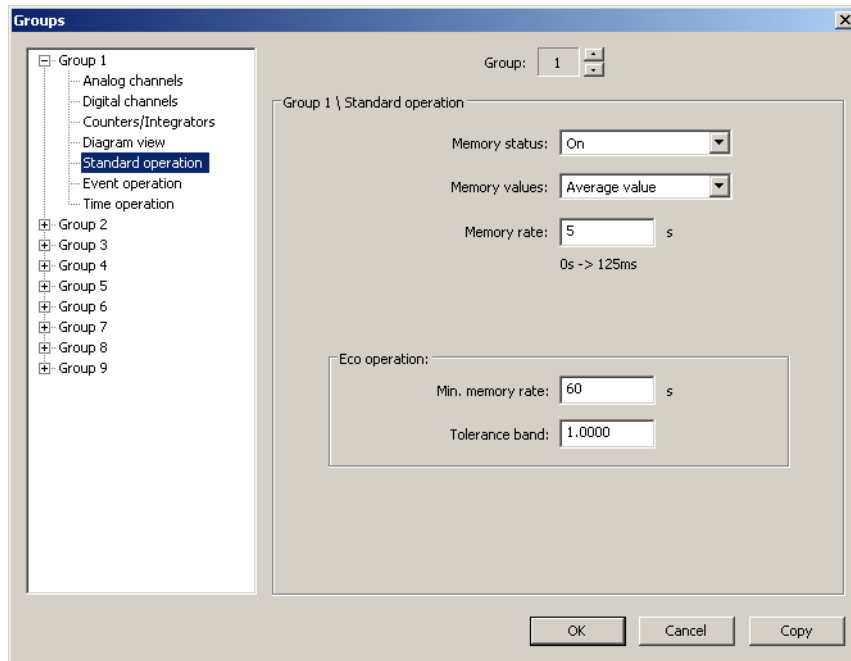 Groups
Group 1
Analog channels
Digital channels
Counters/Integrators
Diagram view
Standard operation
Event operation
Time operation
Group 2
Group 3
Group 4
Group 5
Group 6
Group 7
Group 8
Group 9
Group: 1
Group 1 \ Standard operation
Memory status: On
Memory values: Average value
Memory rate: 5 s
0s -> 125ms
Eco operation:
Min. memory rate: 60 s
Tolerance band: 1.0000
OK Cancel Copy